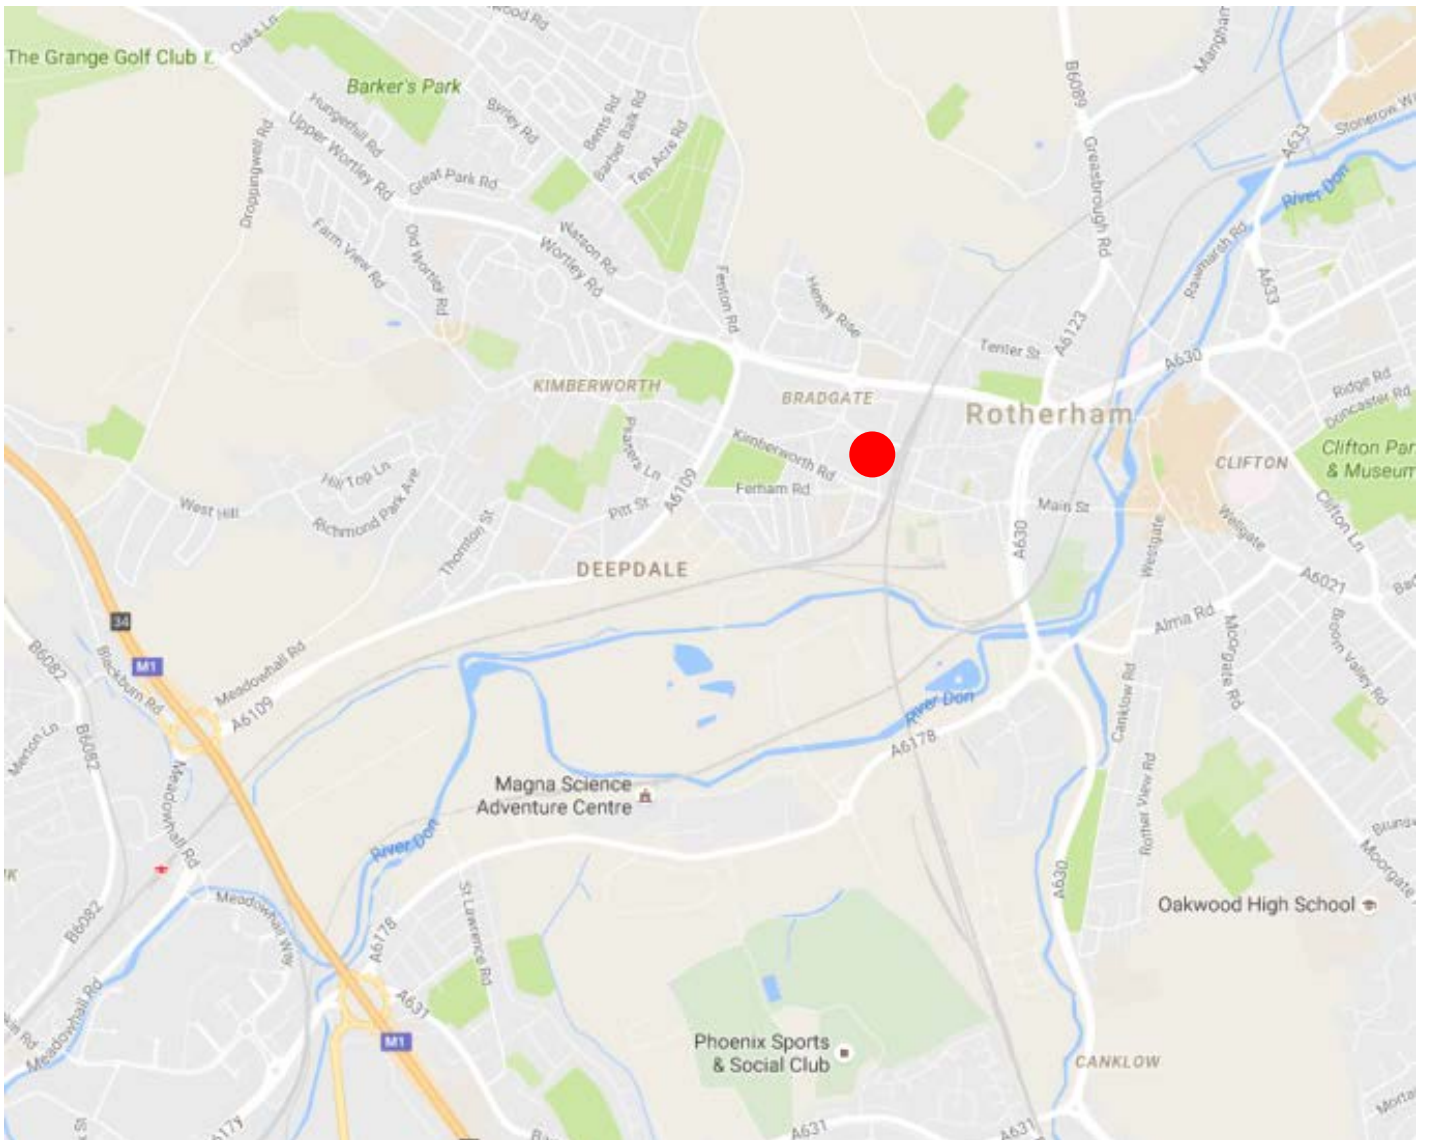 Oaks Ln
The Grange Golf Club
Barker's Park
Hungerhill Rd
Upper Wortley Rd
Droppingwell Rd
Great Park Rd
Byrley Rd
Bents Rd
Barber Balk Rd
Ten Acre Rd
B6089
Greasbrough Rd
A633
River Don
Rawmarsh Rd
A633
Farm View Rd
Old Wortley Rd
Watson Rd
Wortley Rd
Fenton Rd
Henley Rise
Tenter St
A6123
A630
KIMBERWORTH
BRADGATE
Rotherham
Ridge Rd
Doncaster Rd
Kimberworth Rd
CLIFTON
Clifton Par
& Museum
Hill Top Ln
Richmond Park Ave
West Hill
Psalters Ln
A6109
Ferham Rd
Pitt St
Thornton St
Main St
A630
Westgate
Wellgate
Clifton Ln
DEEPDALE
A6021
34
M1
B6082
Blackburn Rd
Meadowhall Rd
A6109
Alma Rd
Moorgate Rd
Broom Valley Rd
Canklow Rd
Merton Ln
B6082
River Don
A6178
Magna Science
Adventure Centre
Meadowhall Rd
Rother View Rd
River Don
A630
Moorgate
Oakwood High School
B6082
Meadowhall Way
A6178
St Lawrence Rd
A631
M1
Meadowhall Rd
Phoenix Sports
& Social Club
CANKLOW
A631
A631